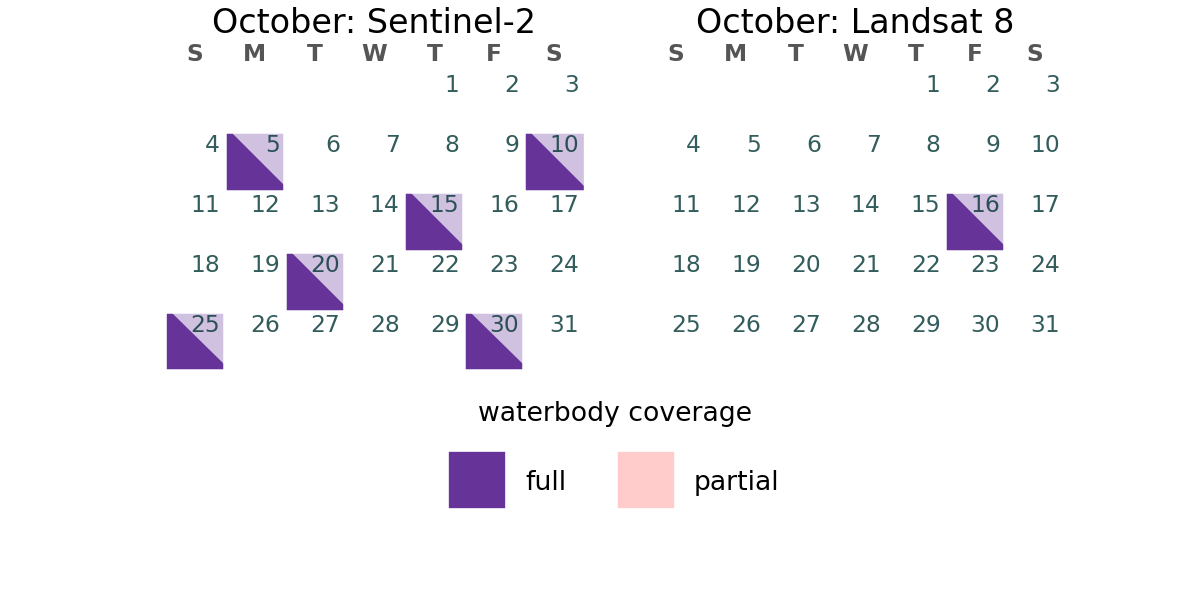 October: Sentinel-2
S M T W T F S
1 2 3
4 5 6 7 8 9 10
11 12 13 14 15 16 17
18 19 20 21 22 23 24
25 26 27 28 29 30 31
October: Landsat 8
S M T W T F S
1 2 3
4 5 6 7 8 9 10
11 12 13 14 15 16 17
18 19 20 21 22 23 24
25 26 27 28 29 30 31
waterbody coverage
full
partial